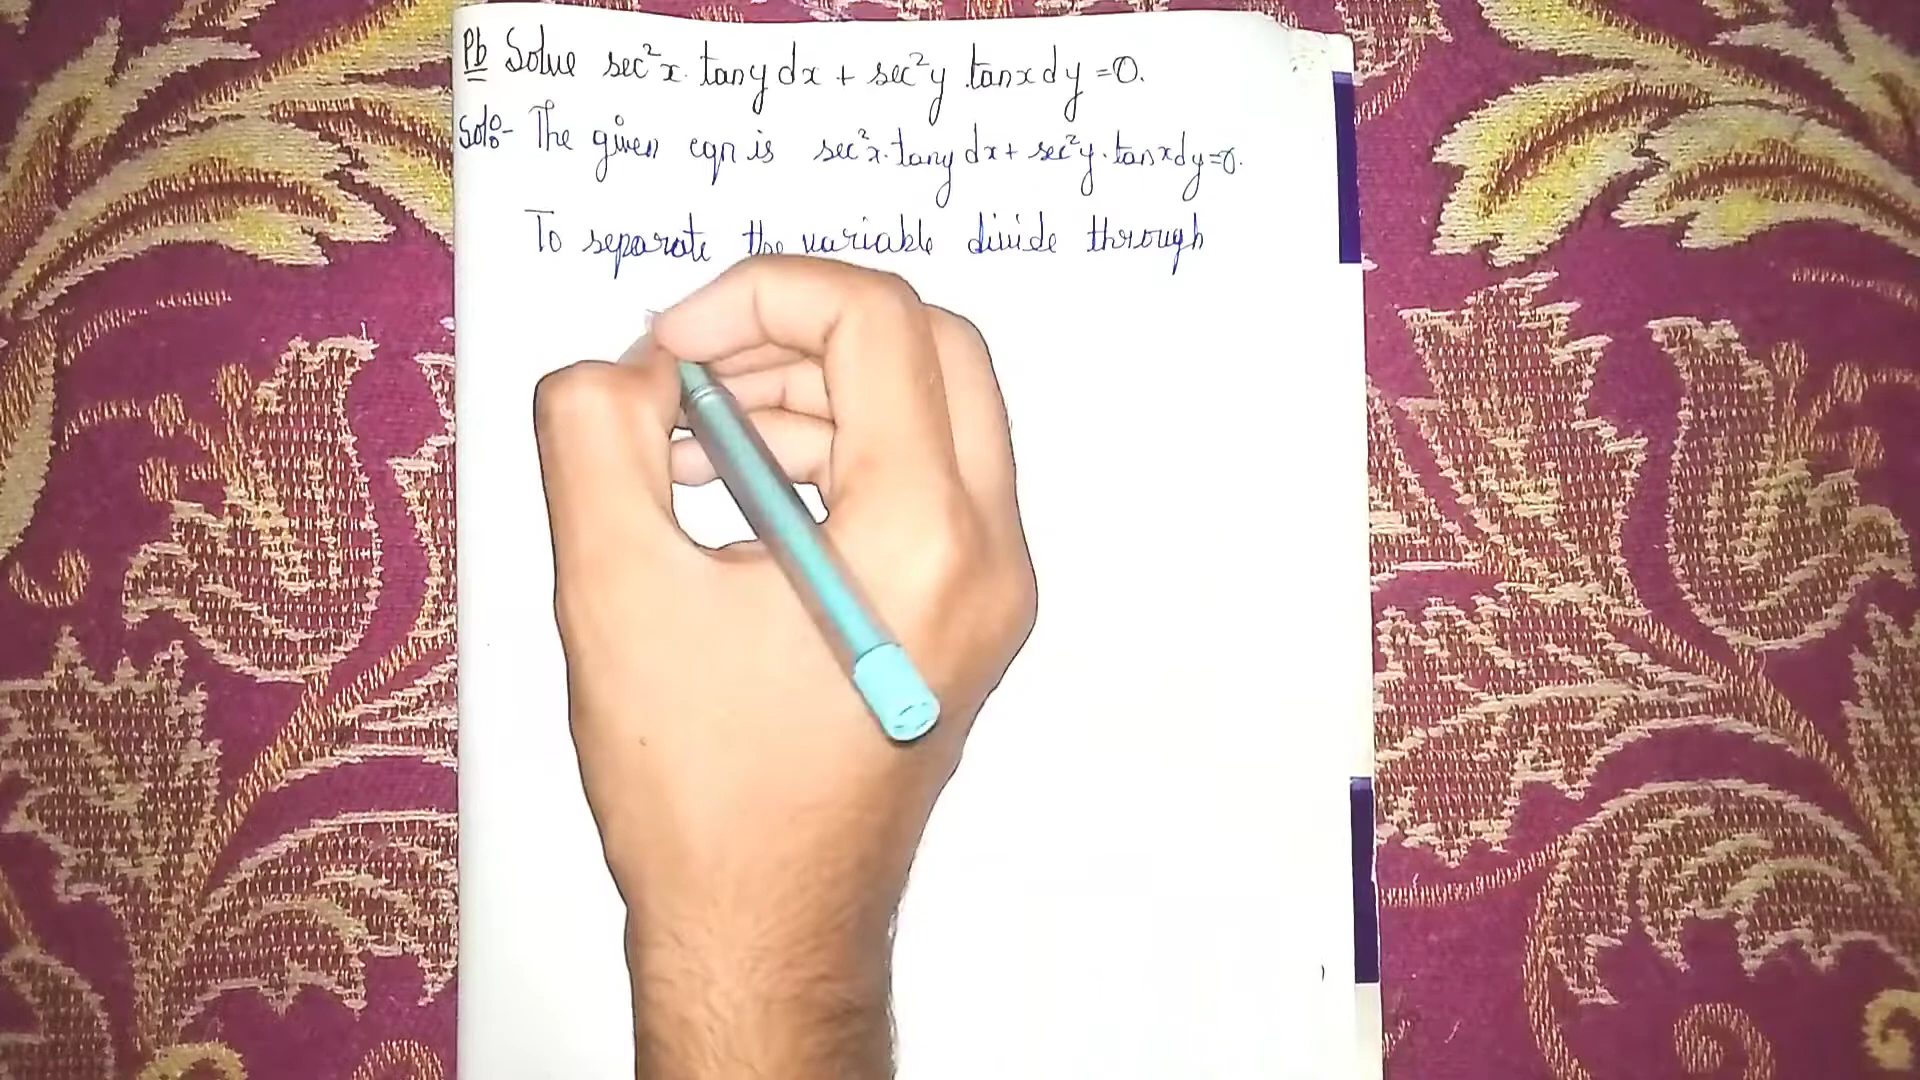 Pb Solve sec²x. tany dx + sec²y .tanx dy =0.
Sol:- The given eqn is sec²x. tany dx + sec²y. tanx dy =0.
To separate the variable divide through